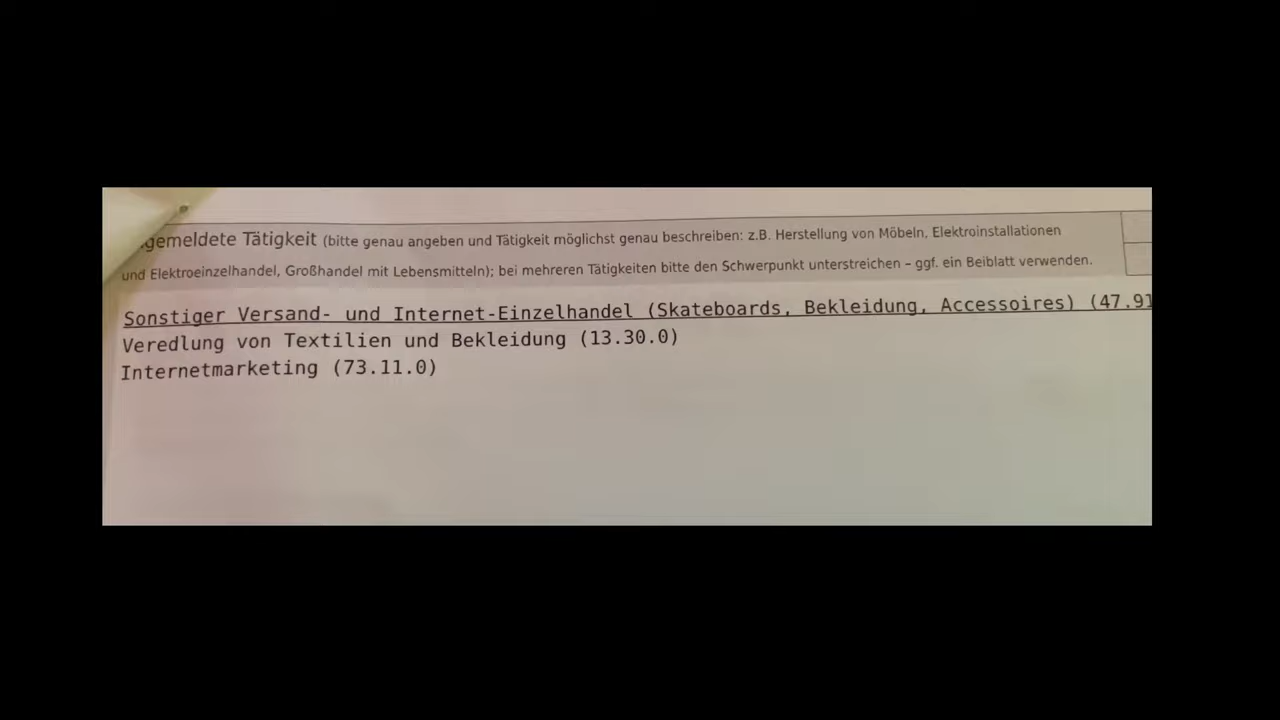 gemeldete Tätigkeit (bitte genau angeben und Tätigkeit möglichst genau beschreiben: z.B. Herstellung von Möbeln, Elektroinstallationen
und Elektroeinzelhandel, Großhandel mit Lebensmitteln); bei mehreren Tätigkeiten bitte den Schwerpunkt unterstreichen – ggf. ein Beiblatt verwenden.
Sonstiger Versand- und Internet-Einzelhandel (Skateboards, Bekleidung, Accessoires) (47.91
Veredlung von Textilien und Bekleidung (13.30.0)
Internetmarketing (73.11.0)